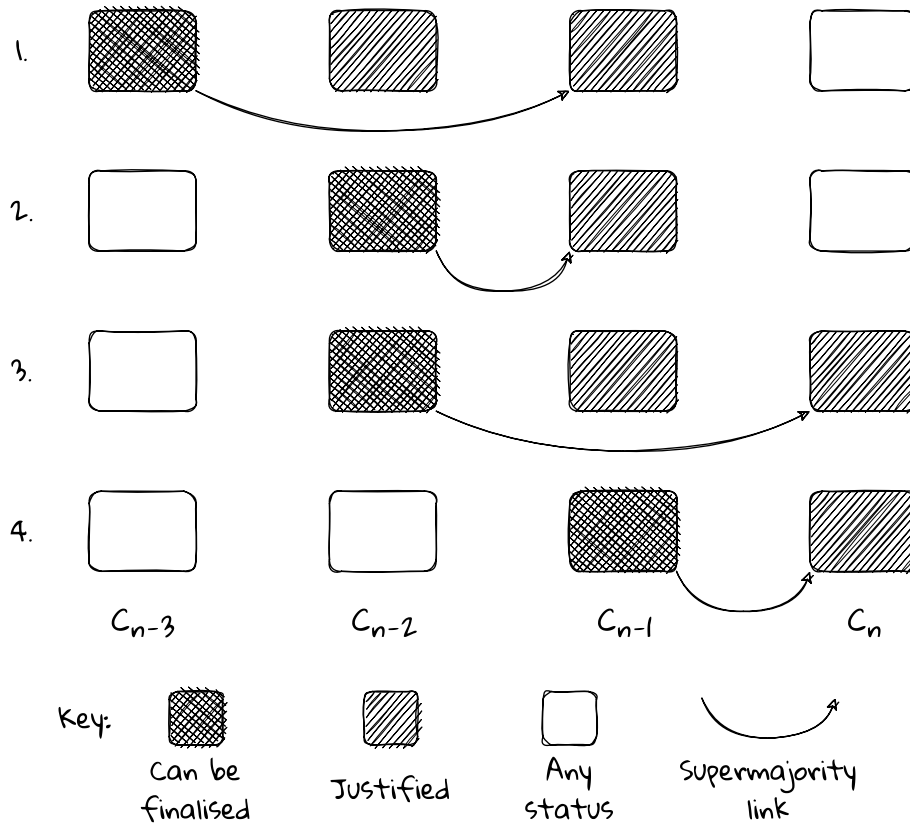 1.
2.
3.
4.
Cn-3 Cn-2 Cn-1 Cn
Key:
Can be
finalised
Justified
Any
status
Supermajority
link